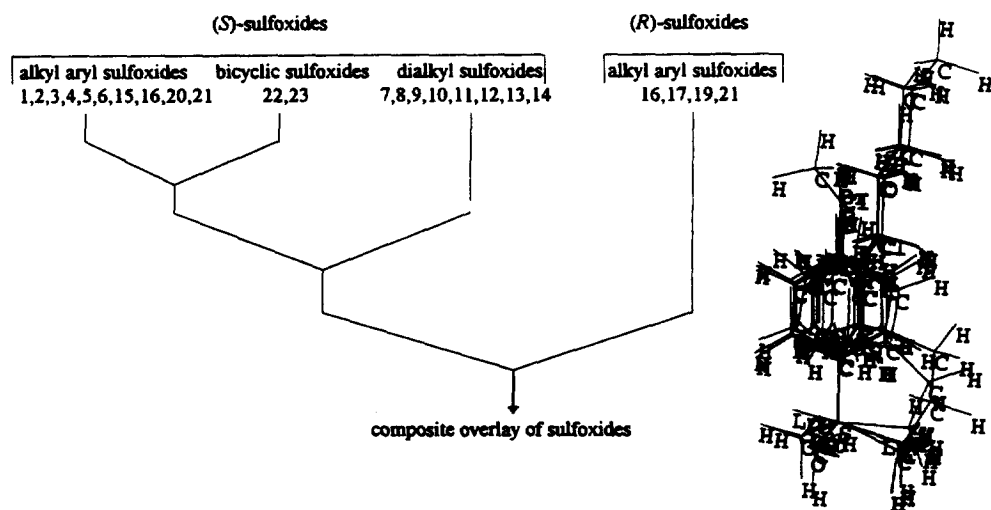 (S)-sulfoxides (R)-sulfoxides
alkyl aryl sulfoxides bicyclic sulfoxides dialkyl sulfoxides alkyl aryl sulfoxides
1,2,3,4,5,6,15,16,20,21 22,23 7,8,9,10,11,12,13,14 16,17,19,21
composite overlay of sulfoxides